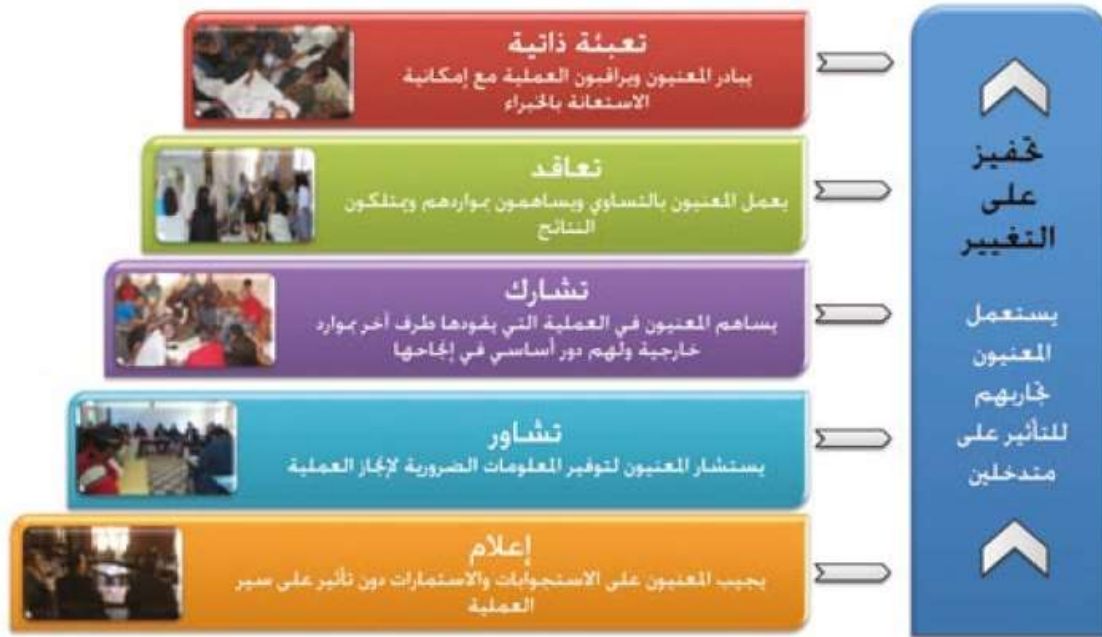 تعبئة ذاتية
يبادر المعنيون ويراقبون العملية مع إمكانية
الاستعانة بالخبراء
تعاقد
يعمل المعنيون بالتساوي ويساهمون بمواردهم ويمتلكون
النتائج
تشارك
يساهم المعنيون في العملية التي يقودها طرف آخر بموارد
خارجية ولهم دور أساسي في إنجاحها
تشاور
يستشار المعنيون لتوفير المعلومات الضرورية لإنجاز العملية
إعلام
يجيب المعنيون على الاستجوابات والاستمارات دون تأثير على سير
العملية
تحفيز
على
التغيير
يستعمل
المعنيون
تجاربهم
للتأثير على
متدخلين